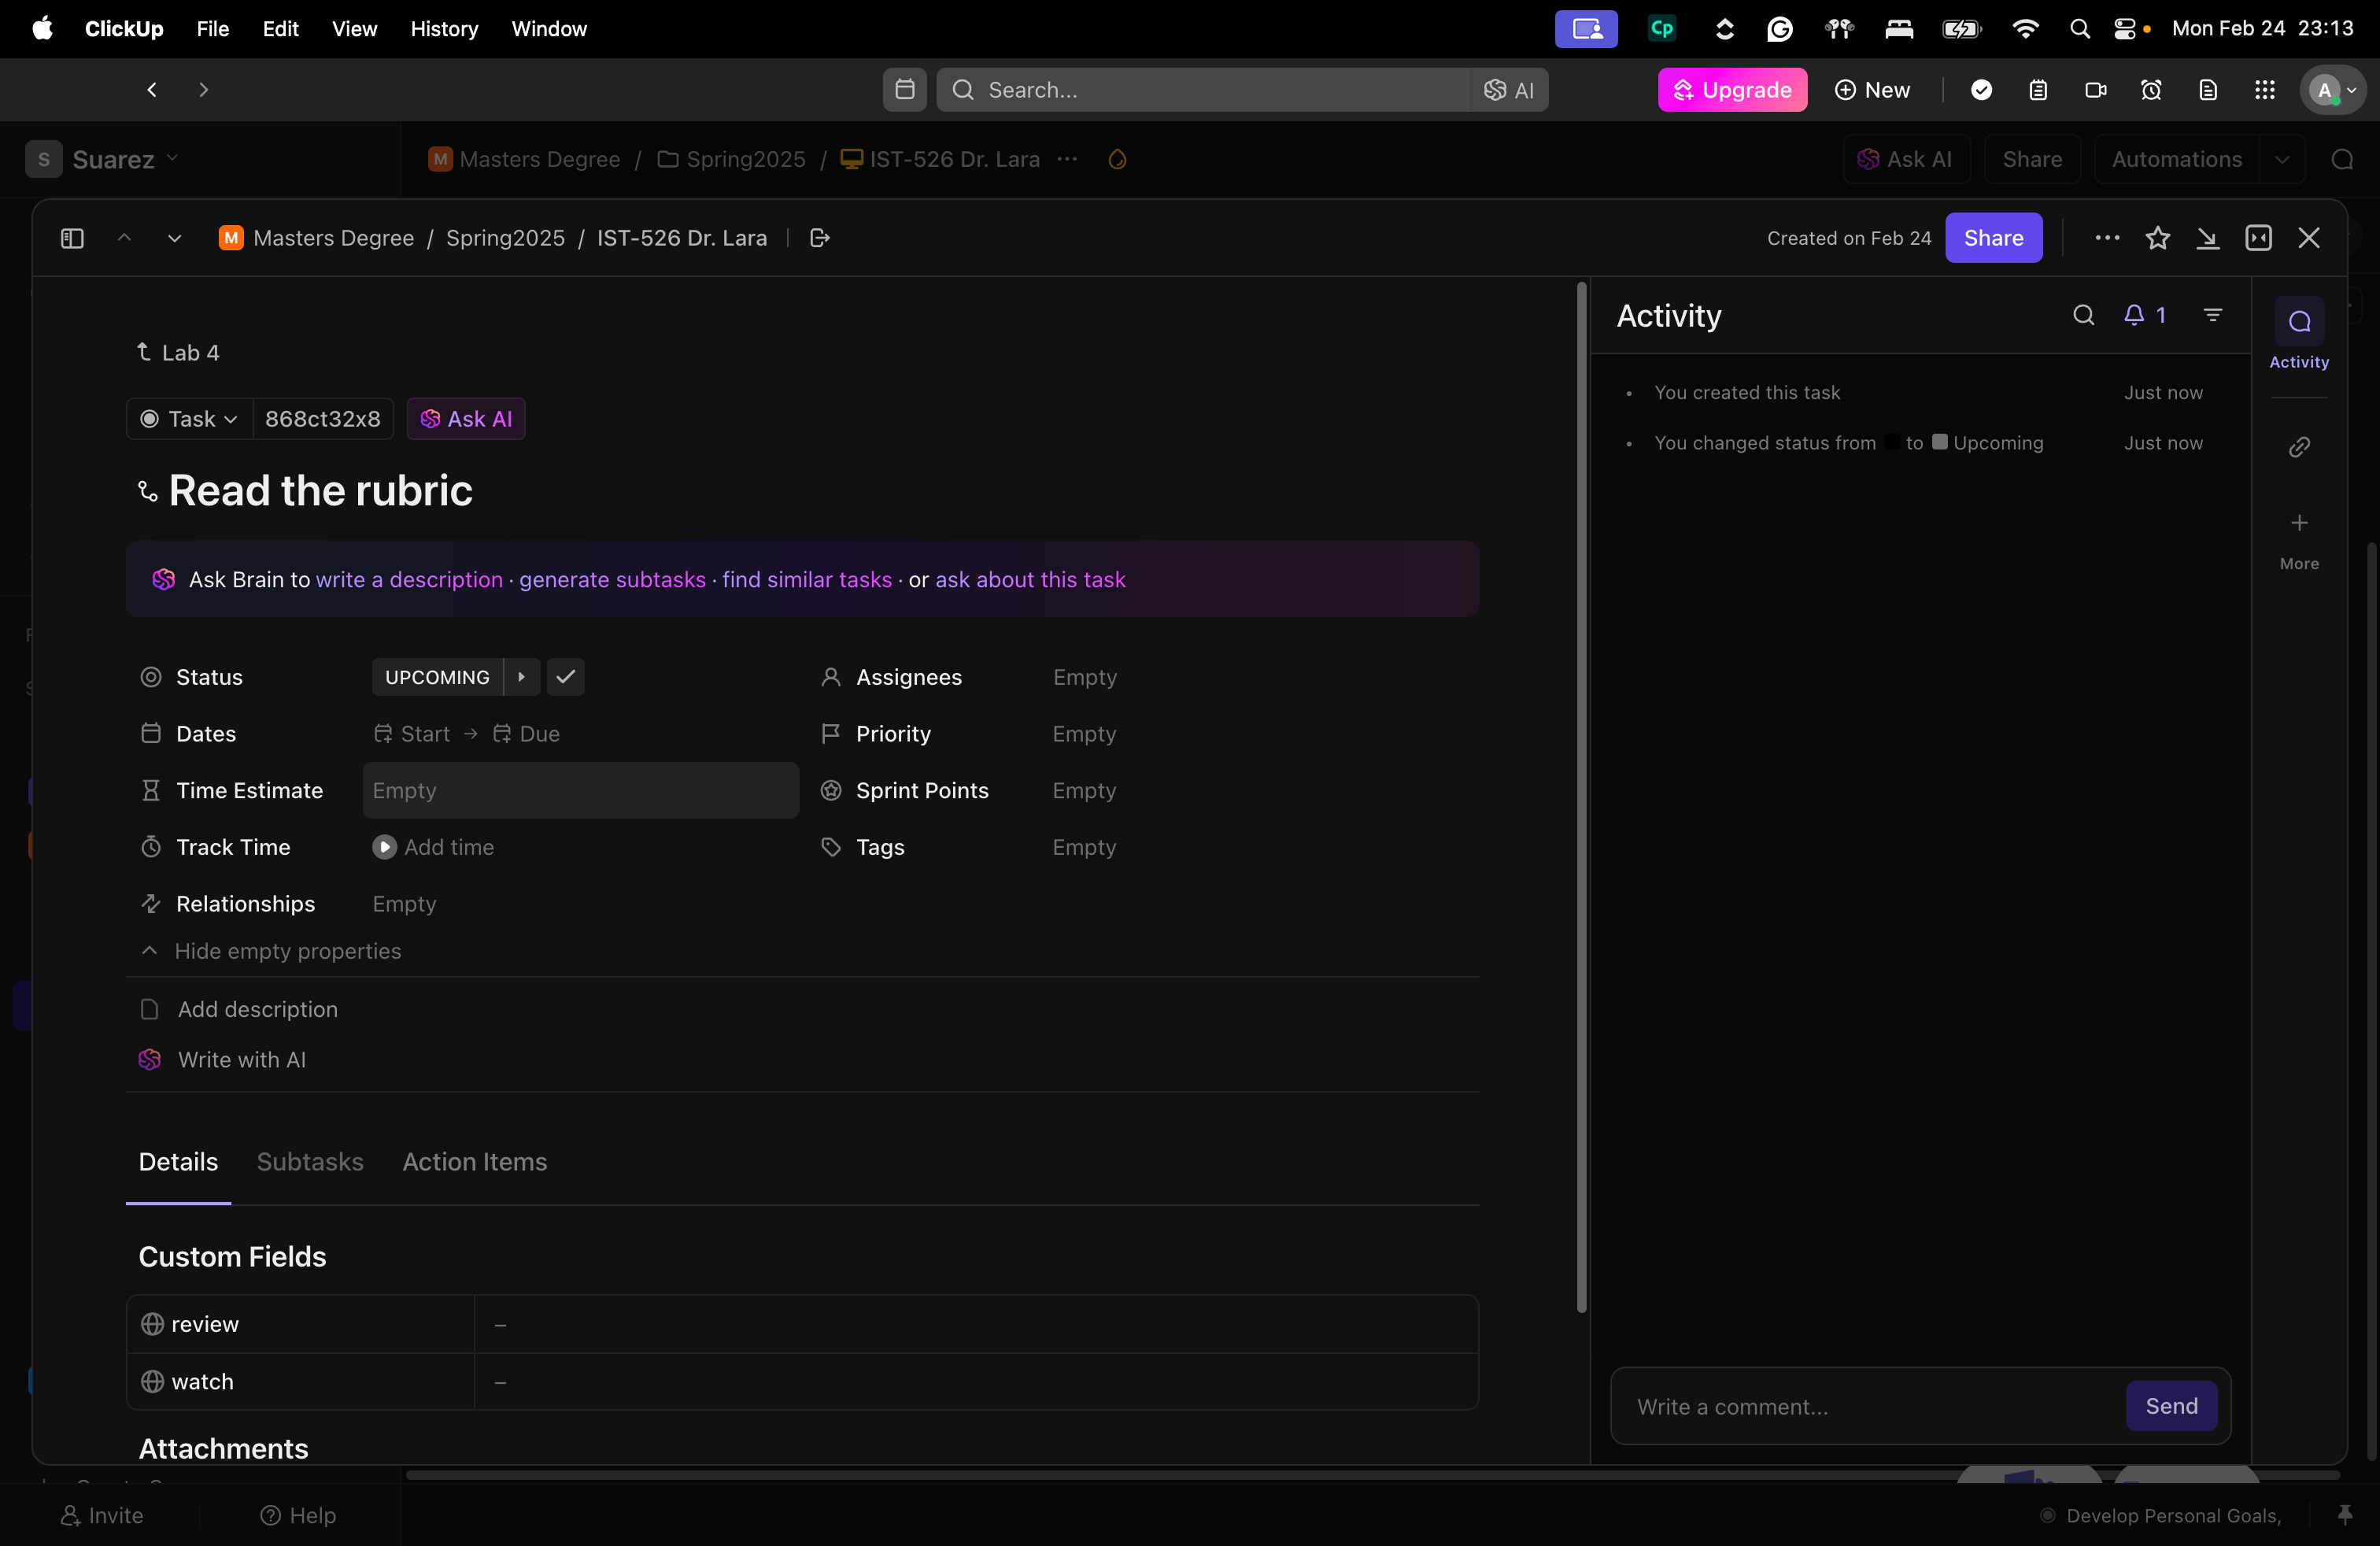 ClickUp File Edit View History Window Cp Mon Feb 24 23:13
Search... AI Upgrade New A
S Suarez M Masters Degree / Spring2025 / IST-526 Dr. Lara Ask AI Share Automations
M Masters Degree / Spring2025 / IST-526 Dr. Lara Created on Feb 24 Share
Lab 4
Task 868ct32x8 Ask AI
Read the rubric
Ask Brain to write a description · generate subtasks · find similar tasks · or ask about this task
Status UPCOMING Assignees Empty
Dates Start → Due Priority Empty
Time Estimate Empty Sprint Points Empty
Track Time Add time Tags Empty
Relationships Empty
Hide empty properties
Add description
Write with AI
Details Subtasks Action Items
Custom Fields
review –
watch –
Attachments
Activity 1
• You created this task Just now
• You changed status from to Upcoming Just now
Write a comment... Send
Activity
More
Invite Help Develop Personal Goals,